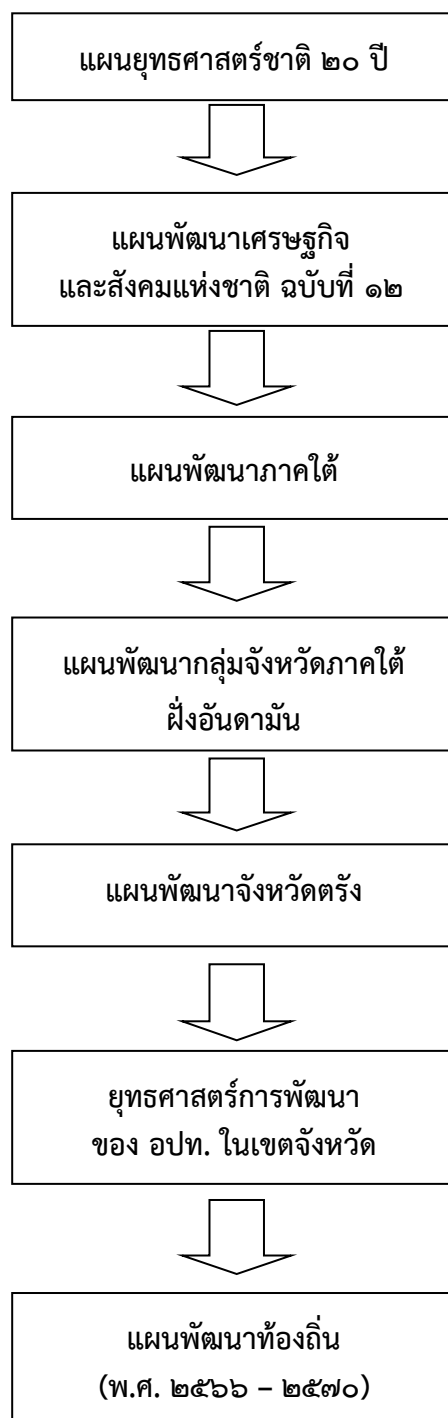 แผนยุทธศาสตร์ชาติ ๒๐ ปี
แผนพัฒนาเศรษฐกิจ
และสังคมแห่งชาติ ฉบับที่ ๑๒
แผนพัฒนาภาคใต้
แผนพัฒนากลุ่มจังหวัดภาคใต้
ฝั่งอันดามัน
แผนพัฒนาจังหวัดตรัง
ยุทธศาสตร์การพัฒนา
ของ อปท. ในเขตจังหวัด
แผนพัฒนาท้องถิ่น
(พ.ศ. ๒๕๖๖ – ๒๕๗๐)